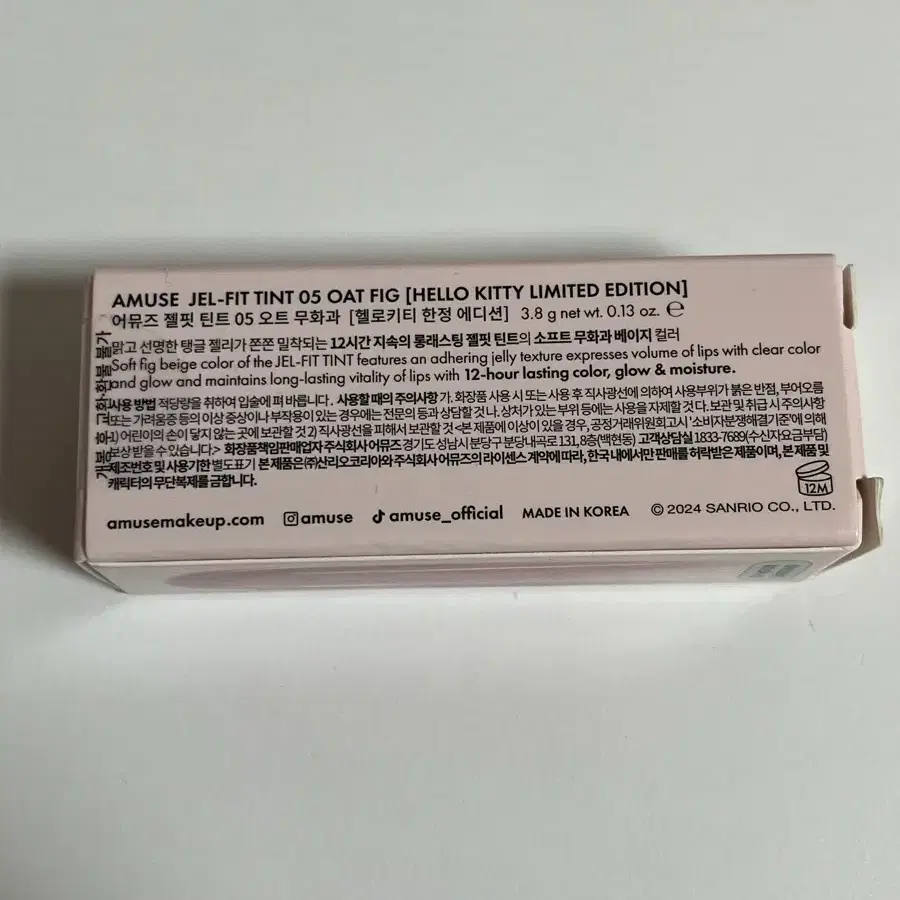 AMUSE JEL-FIT TINT 05 OAT FIG [HELLO KITTY LIMITED EDITION]
어뮤즈 젤핏 틴트 05 오트 무화과 [헬로키티 한정 에디션] 3.8 g net wt. 0.13 oz. ℮
맑고 선명한 탱글 젤리가 쫀쫀 밀착되는 12시간 지속의 롱래스팅 젤핏 틴트의 소프트 무화과 베이지 컬러
Soft fig beige color of the JEL-FIT TINT features an adhering jelly texture expresses volume of lips with clear color
and glow and maintains long-lasting vitality of lips with 12-hour lasting color, glow & moisture.
사용 방법 적당량을 취하여 입술에 펴 바릅니다. 사용할 때의 주의사항 가. 화장품 사용 시 또는 사용 후 직사광선에 의하여 사용부위가 붉은 반점, 부어오름
또는 가려움증 등의 이상 증상이나 부작용이 있는 경우에는 전문의 등과 상담할 것 나. 상처가 있는 부위 등에는 사용을 자제할 것 다. 보관 및 취급 시 주의사항
1) 어린이의 손이 닿지 않는 곳에 보관할 것 2) 직사광선을 피해서 보관할 것 <본 제품에 이상이 있을 경우, 공정거래위원회고시 '소비자분쟁해결기준'에 의해
보상 받을 수 있습니다.> 화장품책임판매업자 주식회사 어뮤즈 경기도 성남시 분당구 분당내곡로 131, 8층(백현동) 고객상담실 1833-7689(수신자요금부담)
제조번호 및 사용기한 별도표기 본 제품은 ㈜산리오코리아와 주식회사 어뮤즈의 라이센스 계약에 따라, 한국 내에서만 판매를 허락받은 제품이며, 본 제품 및
캐릭터의 무단복제를 금합니다.
개봉 후 교환·환불 불가
12M
amusemakeup.com amuse amuse_official MADE IN KOREA © 2024 SANRIO CO., LTD.